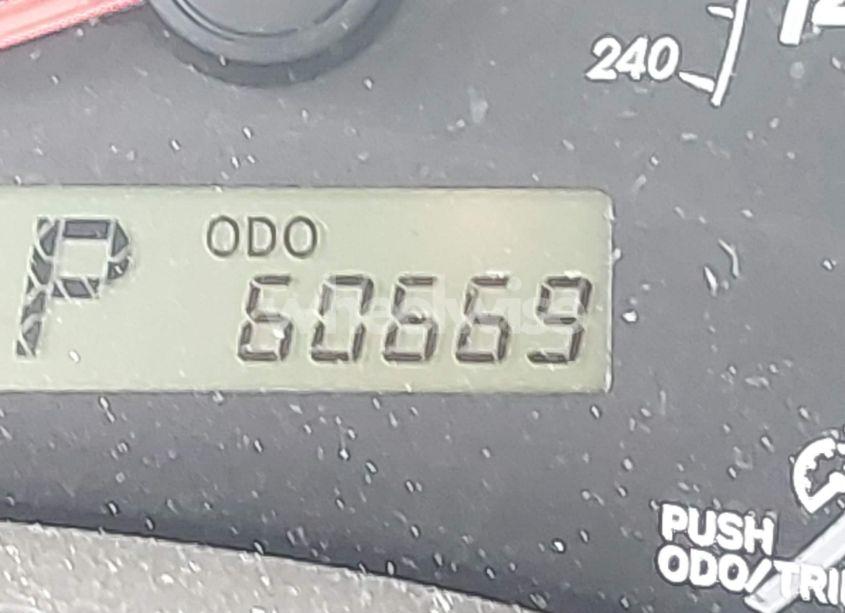 240
P
ODO
60669
PUSH
ODO/TRI